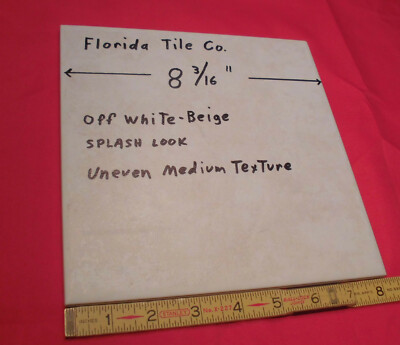 Florida Tile Co.
8 3/16 "
Off White-Beige
SPLASH LOOK
Uneven Medium Texture
1 2 3 4 5 6 7 8